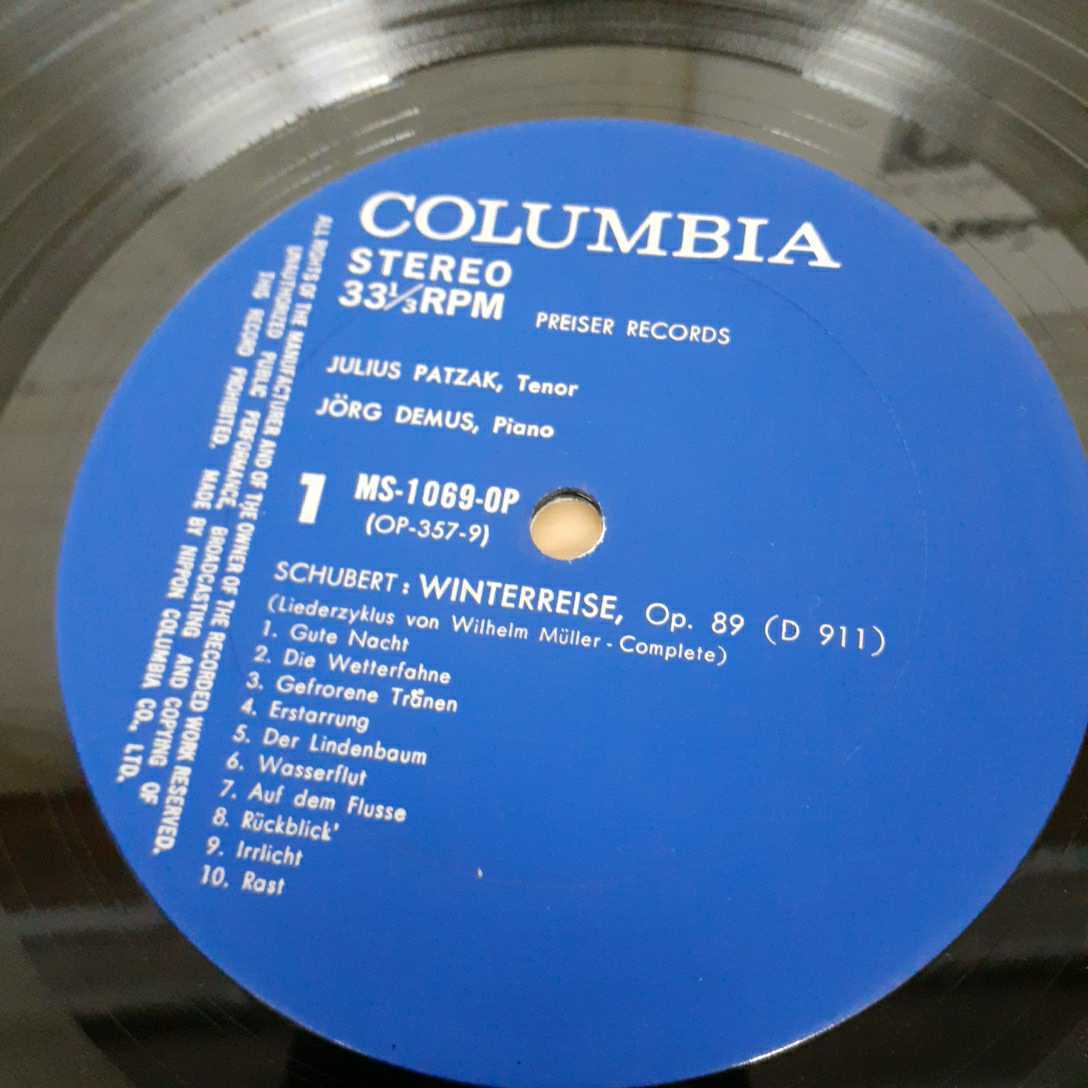 COLUMBIA
STEREO
33⅓RPM
PREISER RECORDS
JULIUS PATZAK, Tenor
JÖRG DEMUS, Piano
1
MS-1069-OP
(OP-357-9)
SCHUBERT: WINTERREISE, Op. 89 (D 911)
(Liederzyklus von Wilhelm Müller - Complete)
1. Gute Nacht
2. Die Wetterfahne
3. Gefrorene Tränen
4. Erstarrung
5. Der Lindenbaum
6. Wasserflut
7. Auf dem Flusse
8. Rückblick'
9. Irrlicht
10. Rast
ALL RIGHTS OF THE MANUFACTURER AND OF THE OWNER OF THE RECORDED WORK RESERVED.
UNAUTHORIZED PUBLIC PERFORMANCE, BROADCASTING AND COPYING OF
THIS RECORD PROHIBITED. MADE BY NIPPON COLUMBIA CO., LTD.